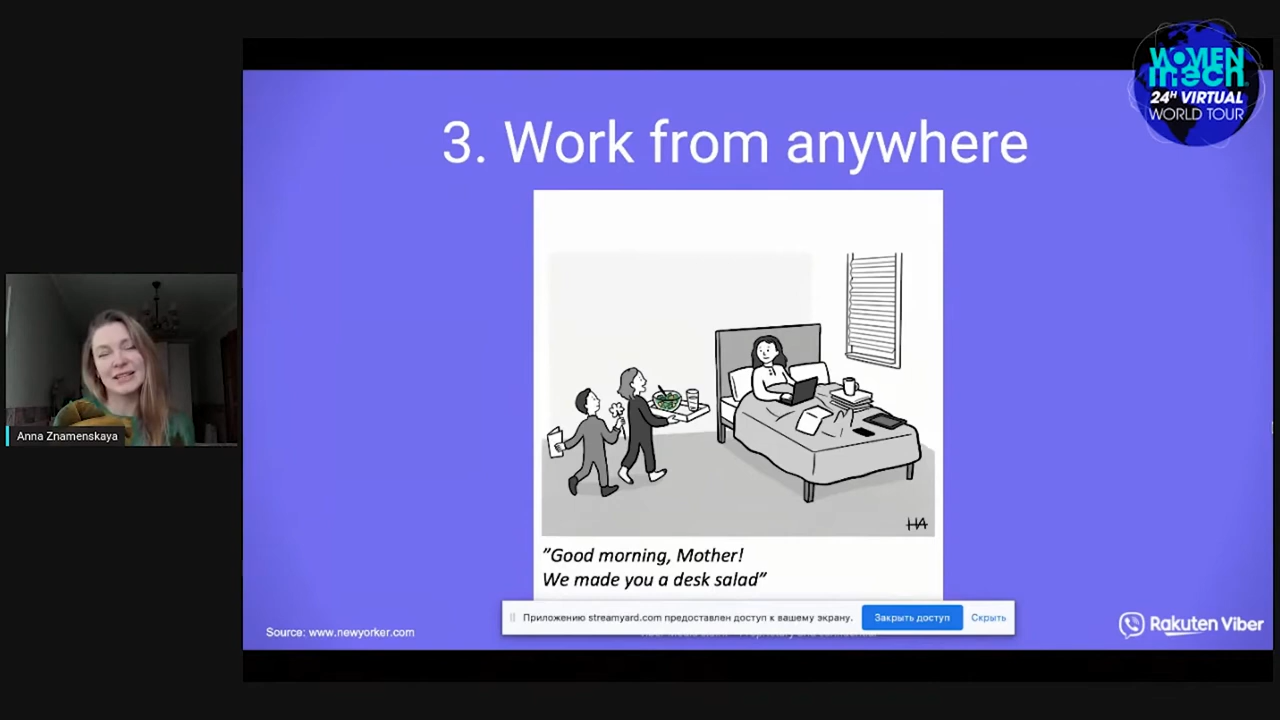 WOMEN
in tech
24H VIRTUAL
WORLD TOUR
3. Work from anywhere
Anna Znamenskaya
HA
"Good morning, Mother!
We made you a desk salad"
Приложению streamyard.com предоставлен доступ к вашему экрану.
Закрыть доступ
Скрыть
Source: www.newyorker.com
Rakuten Viber